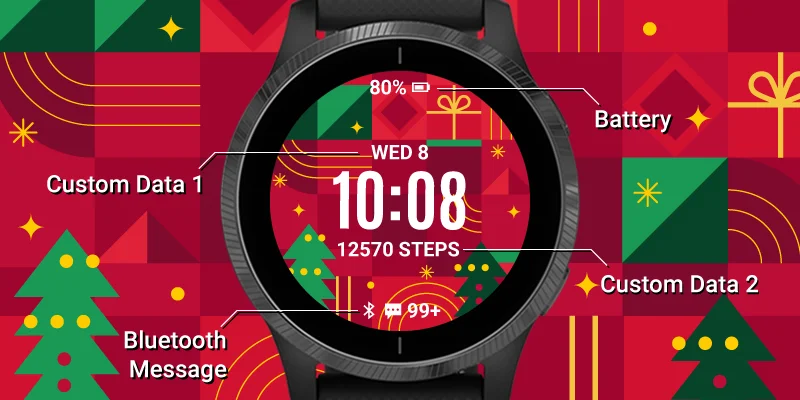 80%
Battery
WED 8
Custom Data 1
10:08
12570 STEPS
Custom Data 2
99+
Bluetooth
Message